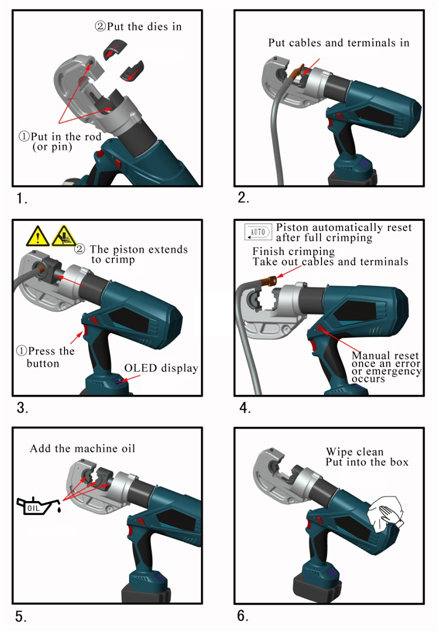 ②Put the dies in
①Put in the rod
(or pin)
1.
Put cables and terminals in
2.
② The piston extends
to crimp
①Press the
button
OLED display
3.
AUTO Piston automatically reset
after full crimping
Finish crimping
Take out cables and terminals
Manual reset
once an error
or emergency
occurs
4.
Add the machine oil
OIL
5.
Wipe clean
Put into the box
6.